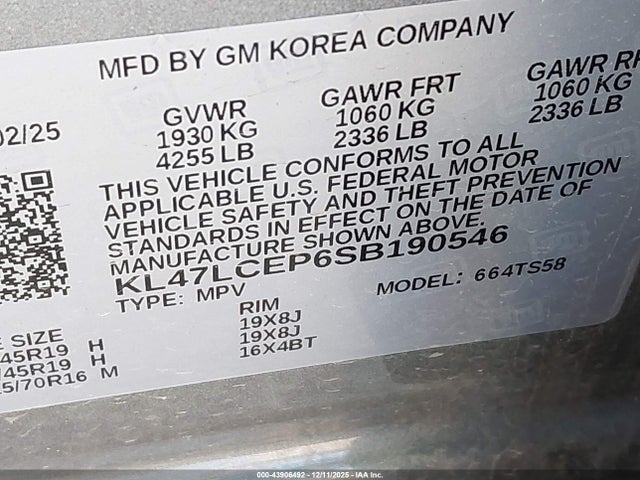 MFD BY GM KOREA COMPANY
02/25
GVWR GAWR FRT GAWR
1930 KG 1060 KG 1060 KG
4255 LB 2336 LB 2336 LB
THIS VEHICLE CONFORMS TO ALL
APPLICABLE U.S. FEDERAL MOTOR
VEHICLE SAFETY AND THEFT PREVENTION
STANDARDS IN EFFECT ON THE DATE OF
MANUFACTURE SHOWN ABOVE.
KL47LCEP6SB190546
TYPE: MPV MODEL: 664TS58
SIZE RIM
45R19 H 19X8J
45R19 H 19X8J
5/70R16 M 16X4BT
000-43906492 - 12/11/2025 - IAA Inc.